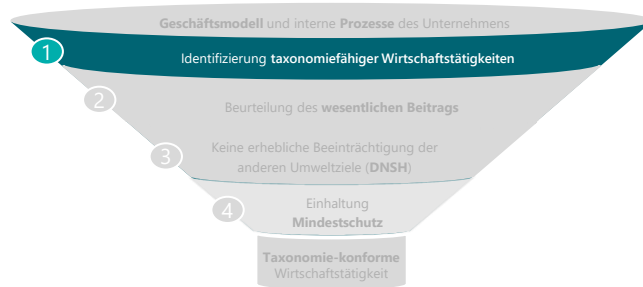 Geschäftsmodell und interne Prozesse des Unternehmens
1
Identifizierung taxonomiefähiger Wirtschaftstätigkeiten
2
Beurteilung des wesentlichen Beitrags
3
Keine erhebliche Beeinträchtigung der
anderen Umweltziele (DNSH)
4
Einhaltung
Mindestschutz
Taxonomie-konforme
Wirtschaftstätigkeit